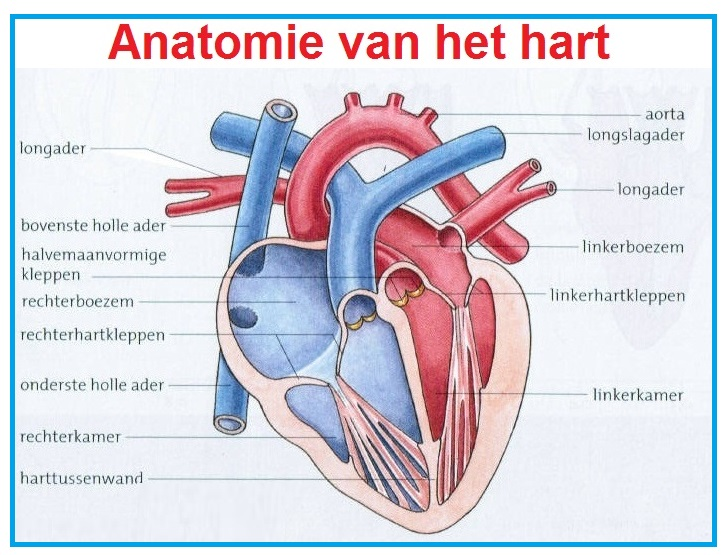 Anatomie van het hart
longader
bovenste holle ader
halvemaanvormige
kleppen
rechterboezem
rechterhartkleppen
onderste holle ader
rechterkamer
harttussenwand
aorta
longslagader
longader
linkerboezem
linkerhartkleppen
linkerkamer